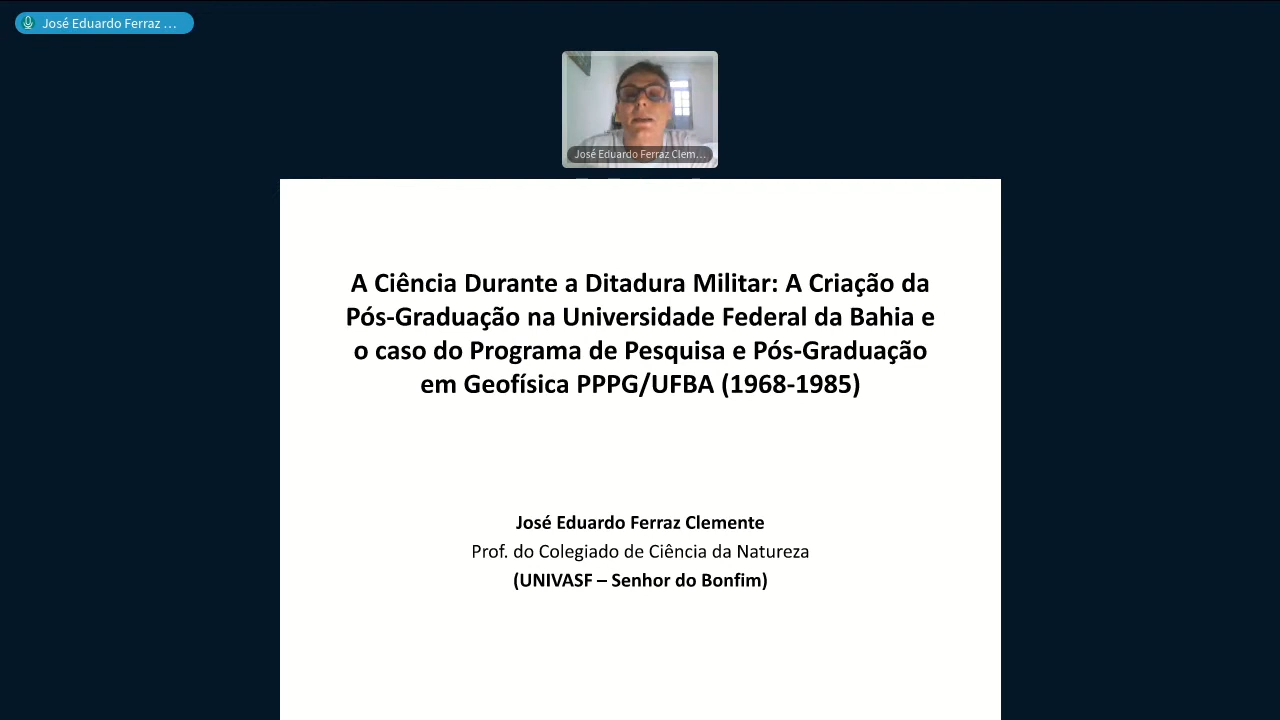 José Eduardo Ferraz ...
José Eduardo Ferraz Clem...
A Ciência Durante a Ditadura Militar: A Criação da
Pós-Graduação na Universidade Federal da Bahia e
o caso do Programa de Pesquisa e Pós-Graduação
em Geofísica PPPG/UFBA (1968-1985)
José Eduardo Ferraz Clemente
Prof. do Colegiado de Ciência da Natureza
(UNIVASF – Senhor do Bonfim)